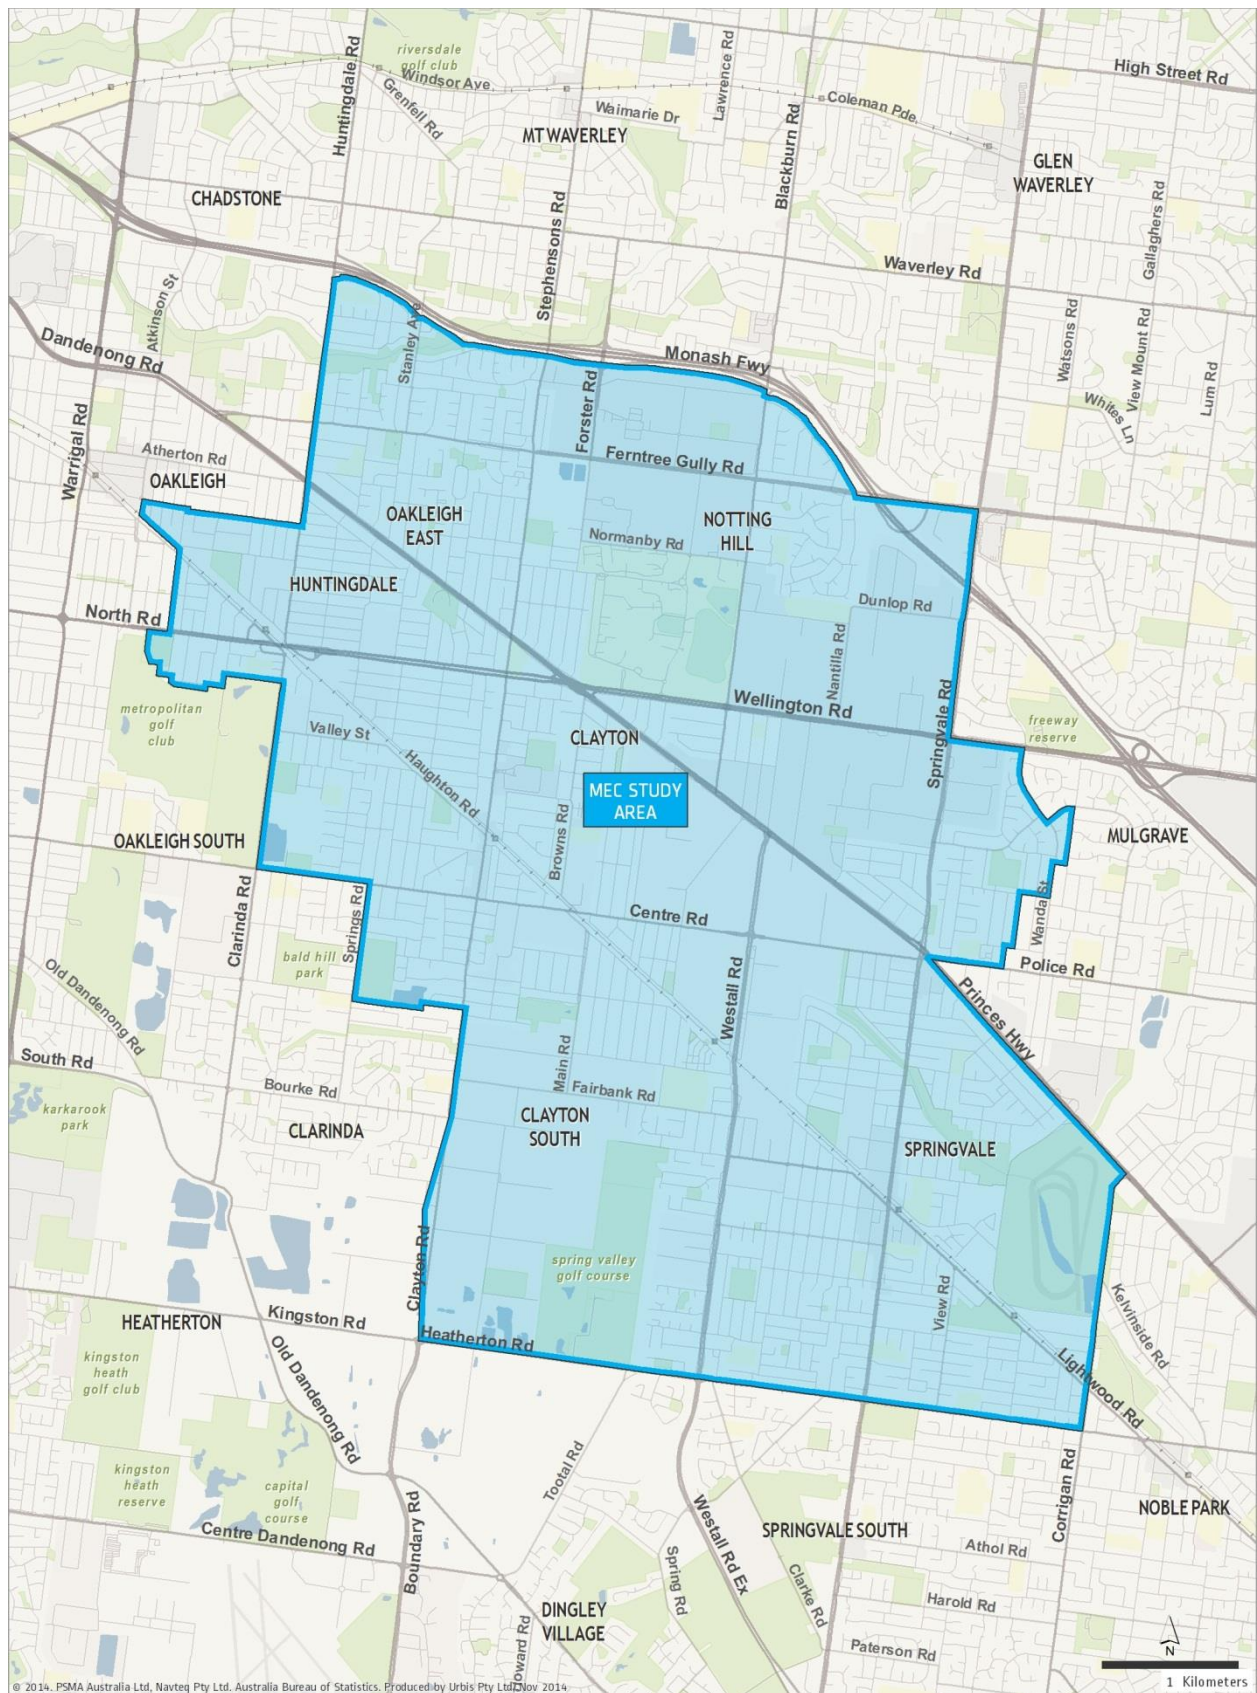 riversdale
golf club
Huntingdale Rd
Windsor Ave.
Grenfell Rd
Lawrence Rd
High Street Rd
Waimarie Dr
Coleman Pde.
MT WAVERLEY
Blackburn Rd
GLEN
WAVERLEY
CHADSTONE
Gallaghers Rd
Stephensons Rd
Waverley Rd
Atkinson St
Stanley Ave
Dandenong Rd
Monash Fwy
Watsons Rd
View Mount Rd
Lum Rd
Whites Ln
Forster Rd
Warrigal Rd
Atherton Rd
OAKLEIGH
Ferntree Gully Rd
OAKLEIGH
EAST
NOTTING
HILL
Normanby Rd
HUNTINGDALE
Dunlop Rd
North Rd
Nantilla Rd
Wellington Rd
Springvale Rd
metropolitan
golf
club
freeway
reserve
Valley St
CLAYTON
Haughton Rd
MEC STUDY
AREA
Browns Rd
OAKLEIGH SOUTH
MULGRAVE
Clarinda Rd
Springs Rd
Centre Rd
Wanda St
bald hill
park
Police Rd
Old Dandenong Rd
Westall Rd
Princes Hwy
South Rd
Main Rd
Bourke Rd
Fairbank Rd
karkarook
park
CLARINDA
CLAYTON
SOUTH
SPRINGVALE
Clayton Rd
spring valley
golf course
View Rd
Kelvinside Rd
HEATHERTON
Kingston Rd
Heatherton Rd
Lightwood Rd
kingston
heath
golf club
Old Dandenong Rd
Tootal Rd
kingston
heath
reserve
capital
golf
course
Corrigan Rd
NOBLE PARK
Centre Dandenong Rd
Boundary Rd
Westall Rd Ex
SPRINGVALE SOUTH
Athol Rd
Spring Rd
Clarke Rd
Harold Rd
DINGLEY
VILLAGE
Howard Rd
Paterson Rd
N
1 Kilometers
© 2014. PSMA Australia Ltd, Navteq Pty Ltd. Australia Bureau of Statistics. Produced by Urbis Pty Ltd, Nov 2014